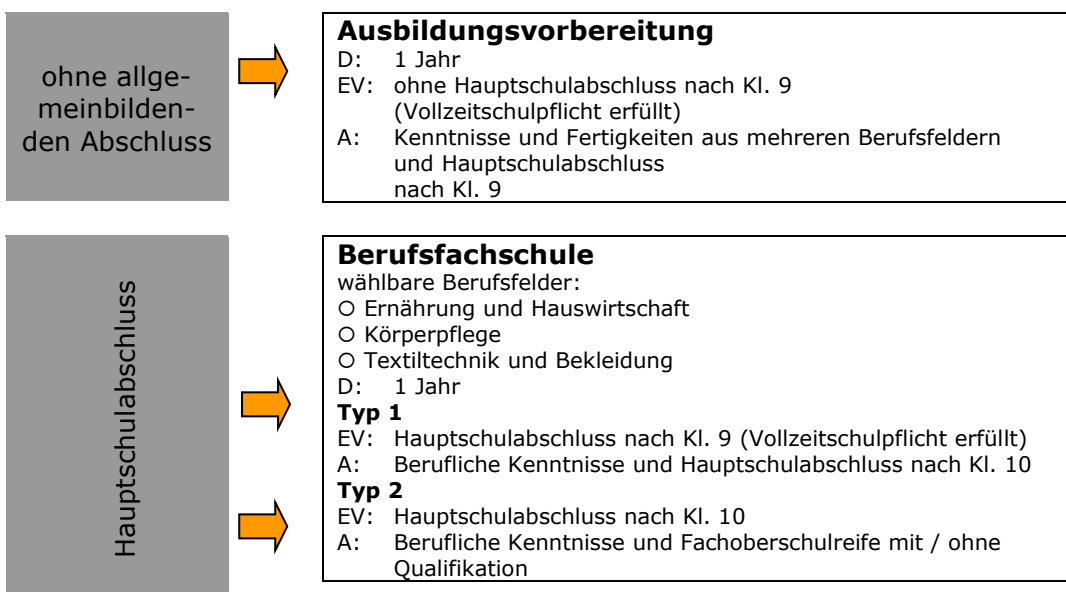 ohne allge-
meinbilden-
den Abschluss
Ausbildungsvorbereitung
D: 1 Jahr
EV: ohne Hauptschulabschluss nach Kl. 9
(Vollzeitschulpflicht erfüllt)
A: Kenntnisse und Fertigkeiten aus mehreren Berufsfeldern
und Hauptschulabschluss
nach Kl. 9
Hauptschulabschluss
Berufsfachschule
wählbare Berufsfelder:
O Ernährung und Hauswirtschaft
O Körperpflege
O Textiltechnik und Bekleidung
D: 1 Jahr
Typ 1
EV: Hauptschulabschluss nach Kl. 9 (Vollzeitschulpflicht erfüllt)
A: Berufliche Kenntnisse und Hauptschulabschluss nach Kl. 10
Typ 2
EV: Hauptschulabschluss nach Kl. 10
A: Berufliche Kenntnisse und Fachoberschulreife mit / ohne
Qualifikation